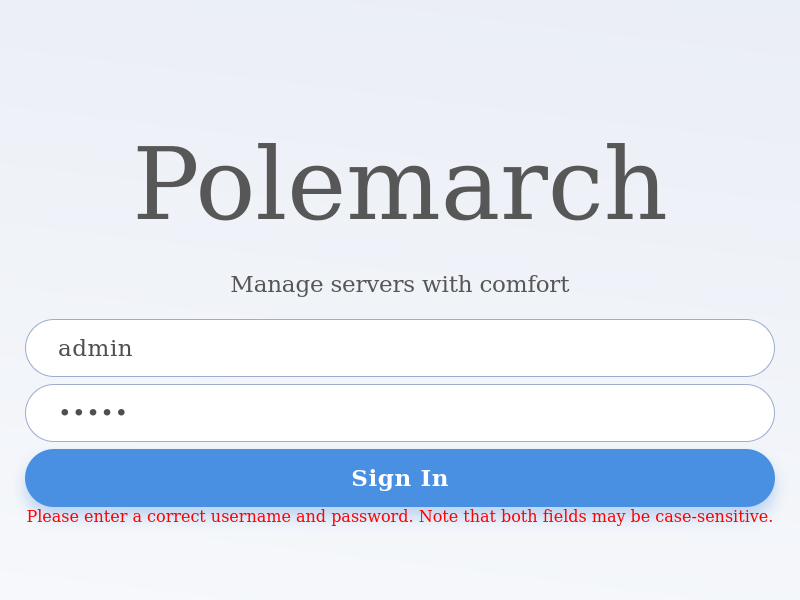 Polemarch
Manage servers with comfort
admin
•••••
Sign In
Please enter a correct username and password. Note that both fields may be case-sensitive.